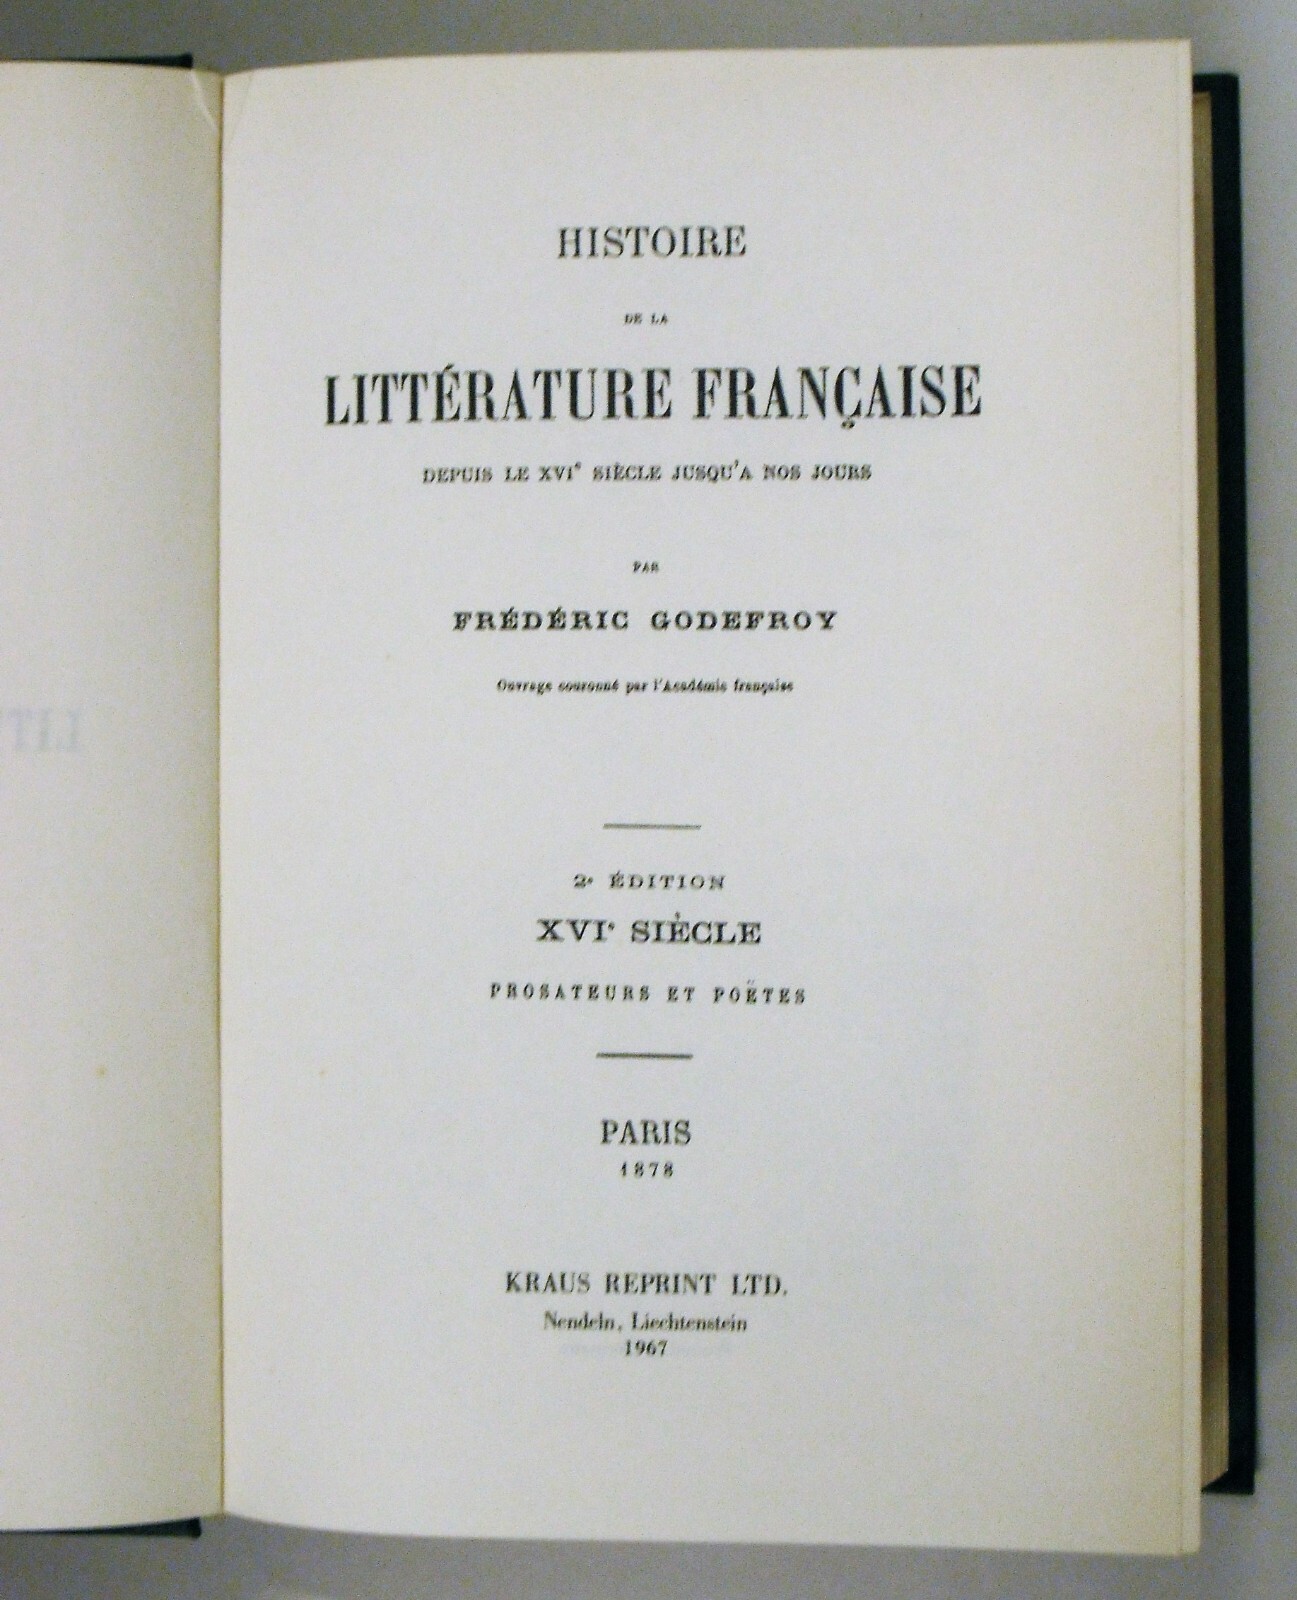 HISTOIRE
DE LA
LITTÉRATURE FRANÇAISE
DEPUIS LE XVIᵉ SIÈCLE JUSQU'A NOS JOURS
PAR
FRÉDÉRIC GODEFROY
Ouvrage couronné par l'Académie française
2ᵉ ÉDITION
XVIᵉ SIÈCLE
PROSATEURS ET POËTES
PARIS
1878
KRAUS REPRINT LTD.
Nendeln, Liechtenstein
1967